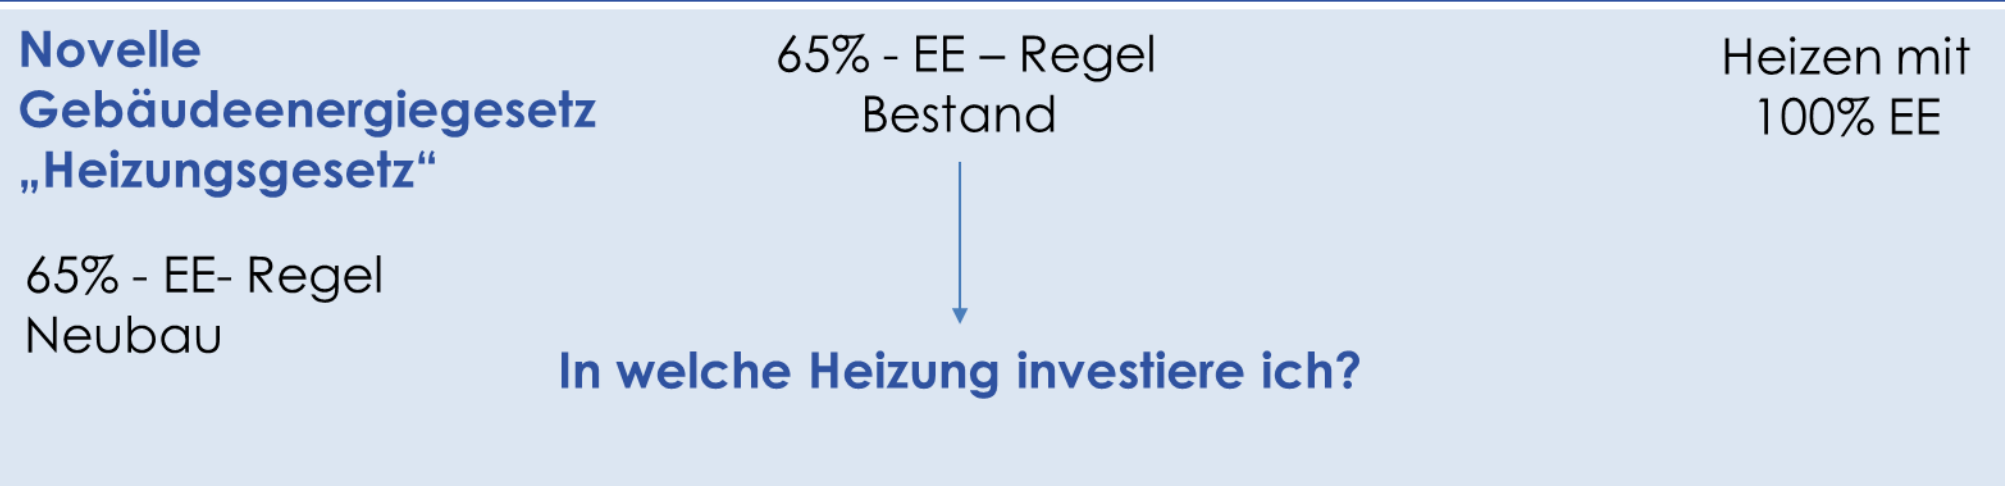 Novelle
Gebäudeenergiegesetz
„Heizungsgesetz“
65% - EE- Regel
Neubau
65% - EE – Regel
Bestand
In welche Heizung investiere ich?
Heizen mit
100% EE